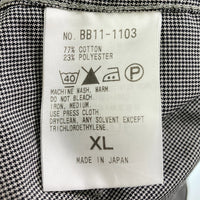 NO. BB11-1103
77% COTTON
23% POLYESTER
40
MACHINE WASH, WARM
DO NOT BLEACH
IRON, MEDIUM
USE PRESS CLOTH
DRYCLEAN, ANY SOLVENT EXCEPT
TRICHLOROETHYLENE
XL
MADE IN JAPAN